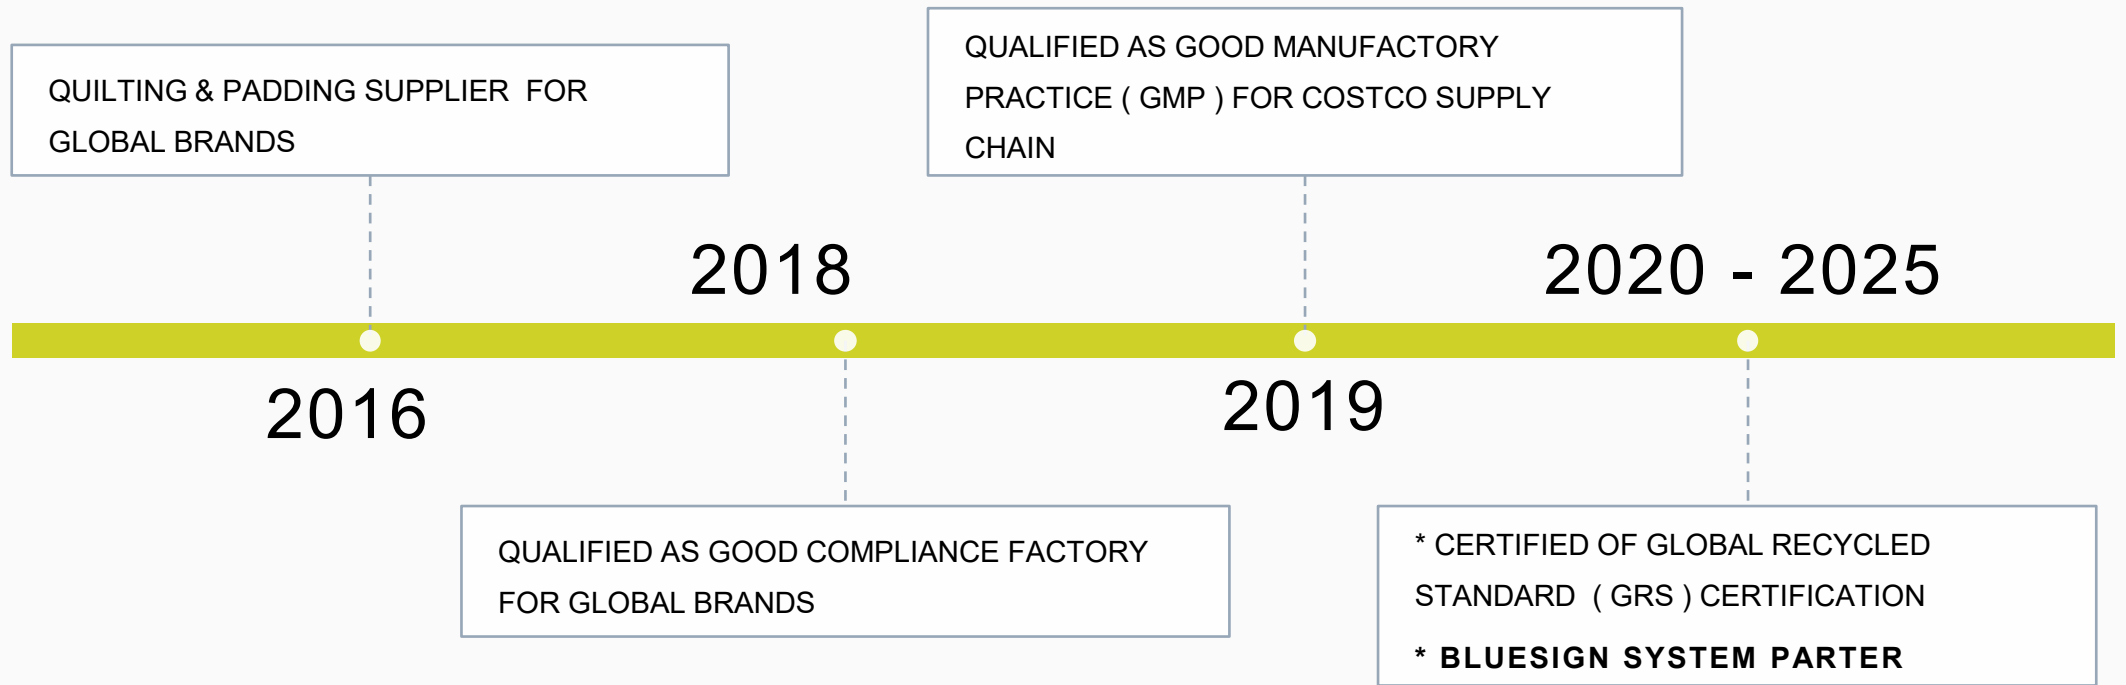 QUILTING & PADDING SUPPLIER FOR
GLOBAL BRANDS
QUALIFIED AS GOOD MANUFACTORY
PRACTICE ( GMP ) FOR COSTCO SUPPLY
CHAIN
2018
2020 - 2025
2016
2019
QUALIFIED AS GOOD COMPLIANCE FACTORY
FOR GLOBAL BRANDS
* CERTIFIED OF GLOBAL RECYCLED
STANDARD ( GRS ) CERTIFICATION
* BLUESIGN SYSTEM PARTER